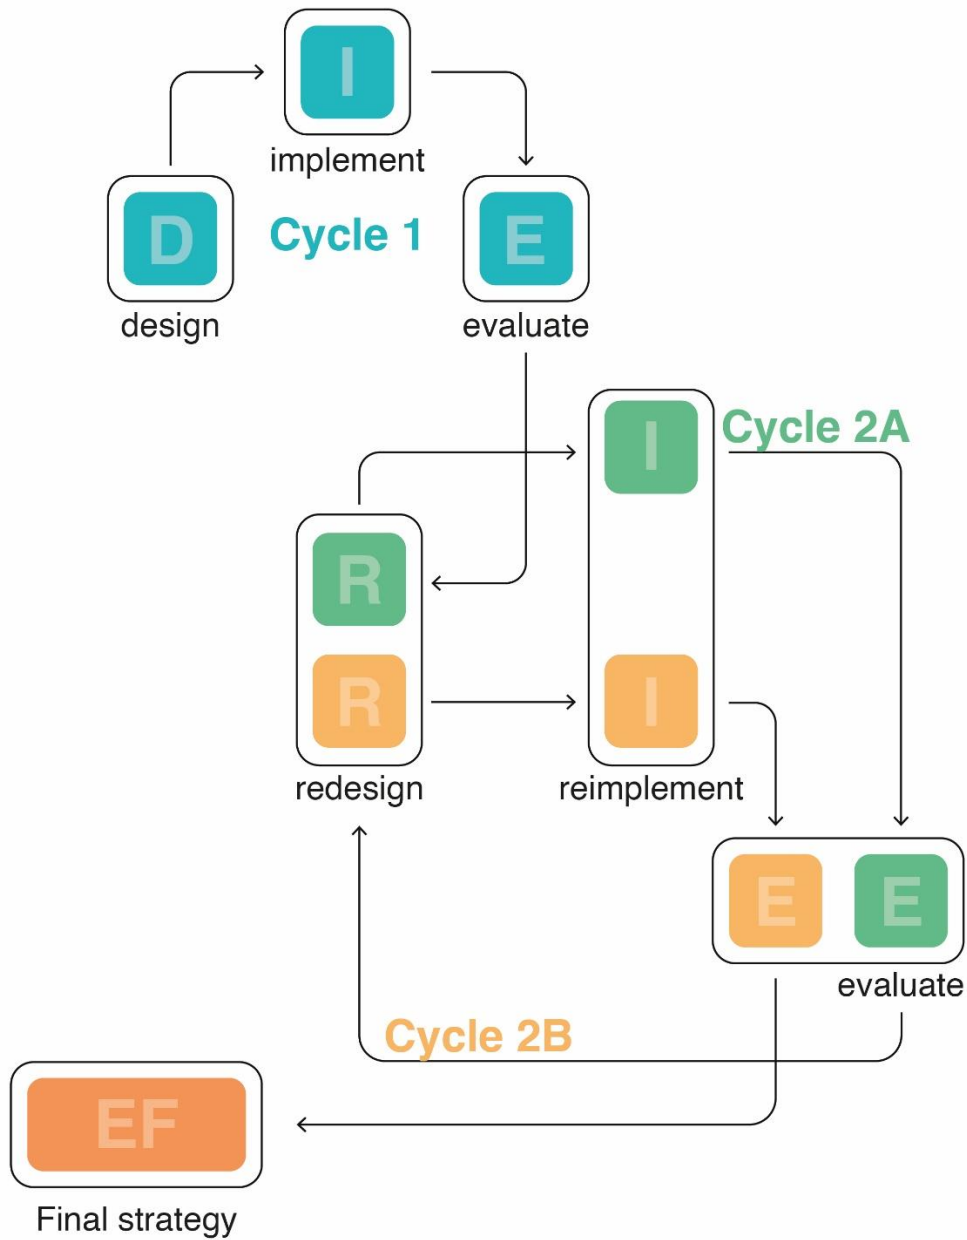 I
implement
D
Cycle 1
E
design
evaluate
I
Cycle 2A
R
R
I
redesign
reimplement
E
E
evaluate
Cycle 2B
EF
Final strategy